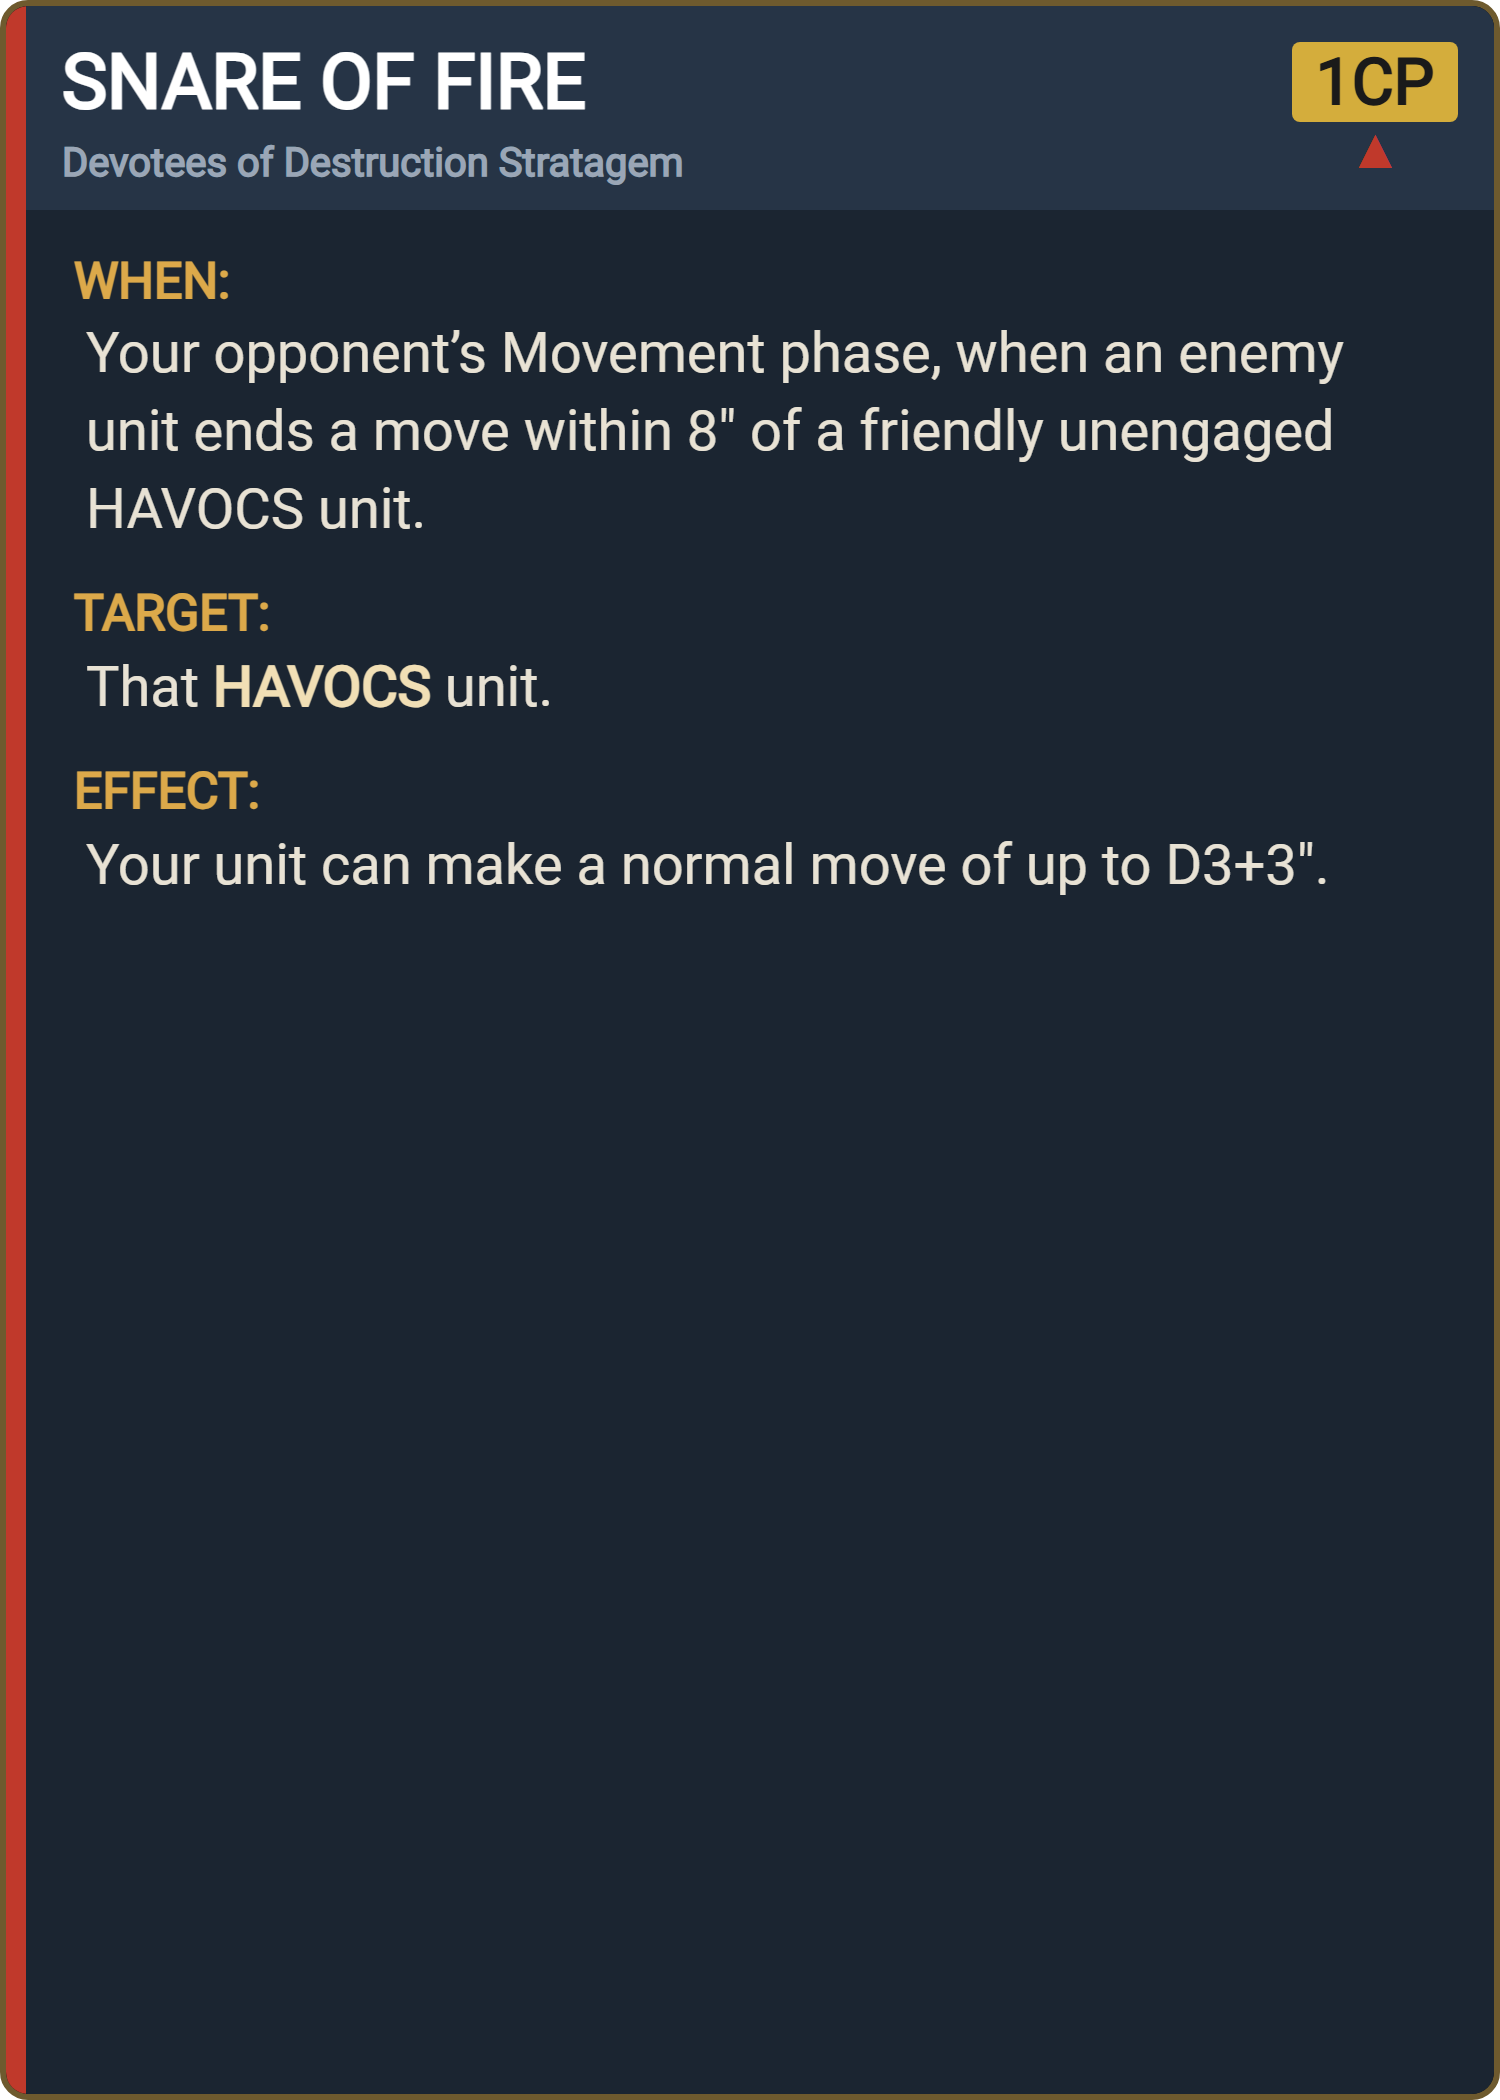 SNARE OF FIRE
1CP
Devotees of Destruction Stratagem
WHEN:
Your opponent’s Movement phase, when an enemy
unit ends a move within 8" of a friendly unengaged
HAVOCS unit.
TARGET:
That HAVOCS unit.
EFFECT:
Your unit can make a normal move of up to D3+3".